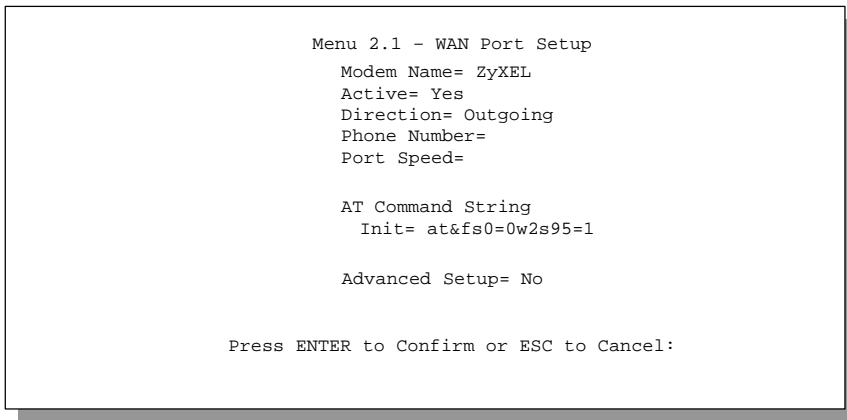 Menu 2.1 – WAN Port Setup
Modem Name= ZyXEL
Active= Yes
Direction= Outgoing
Phone Number=
Port Speed=
AT Command String
Init= at&fs0=0w2s95=1
Advanced Setup= No
Press ENTER to Confirm or ESC to Cancel: